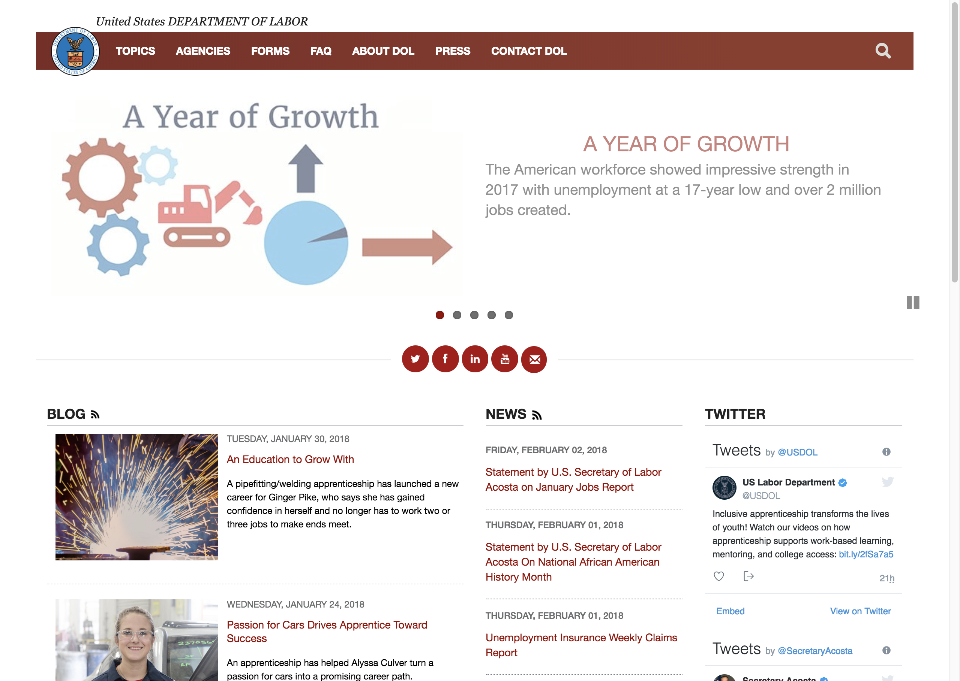 United States DEPARTMENT OF LABOR
TOPICS AGENCIES FORMS FAQ ABOUT DOL PRESS CONTACT DOL
A Year of Growth
A YEAR OF GROWTH
The American workforce showed impressive strength in
2017 with unemployment at a 17-year low and over 2 million
jobs created.
BLOG
TUESDAY, JANUARY 30, 2018
An Education to Grow With
A pipefitting/welding apprenticeship has launched a new
career for Ginger Pike, who says she has gained
confidence in herself and no longer has to work two or
three jobs to make ends meet.
WEDNESDAY, JANUARY 24, 2018
Passion for Cars Drives Apprentice Toward
Success
An apprenticeship has helped Alyssa Culver turn a
passion for cars into a promising career path.
NEWS
FRIDAY, FEBRUARY 02, 2018
Statement by U.S. Secretary of Labor
Acosta on January Jobs Report
THURSDAY, FEBRUARY 01, 2018
Statement by U.S. Secretary of Labor
Acosta On National African American
History Month
THURSDAY, FEBRUARY 01, 2018
Unemployment Insurance Weekly Claims
Report
TWITTER
Tweets by @USDOL
US Labor Department
@USDOL
Inclusive apprenticeship transforms the lives
of youth! Watch our videos on how
apprenticeship supports work-based learning,
mentoring, and college access: bit.ly/2fSa7a5
21h
Embed View on Twitter
Tweets by @SecretaryAcosta
Secretary Acosta